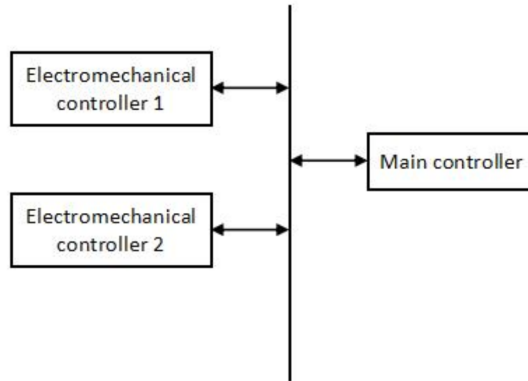 Electromechanical
controller 1
Main controller
Electromechanical
controller 2